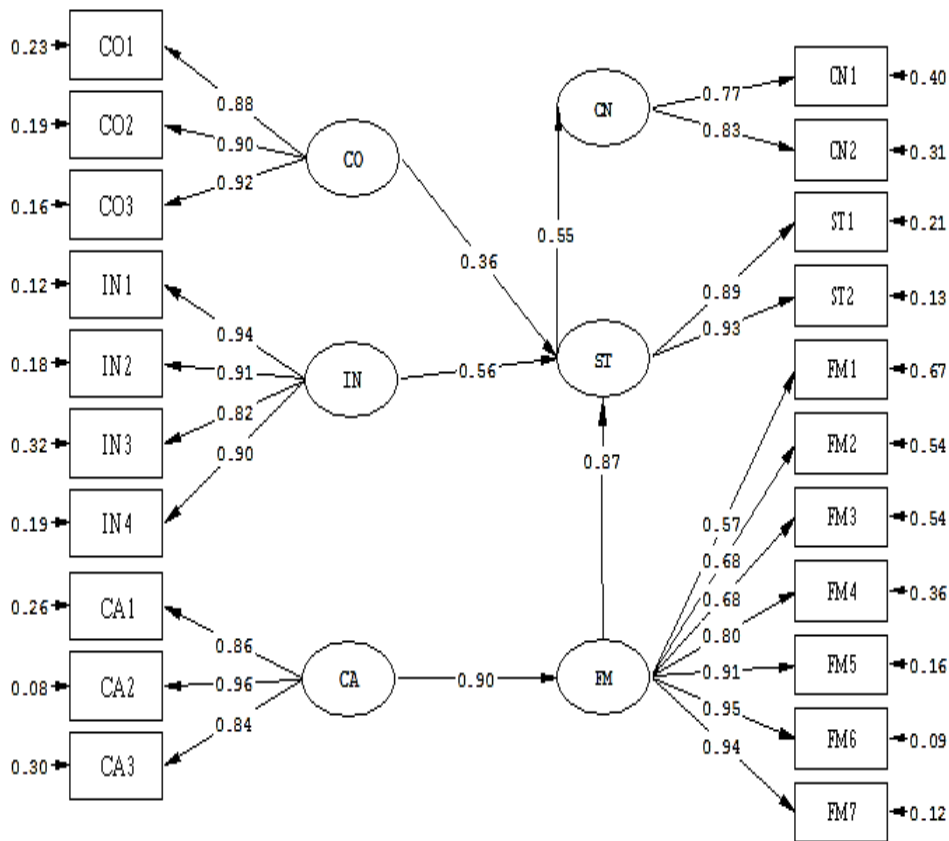 0.23 CO1
0.19 CO2
0.16 CO3
0.12 IN1
0.18 IN2
0.32 IN3
0.19 IN4
0.26 CA1
0.08 CA2
0.30 CA3
0.88
0.90
0.92
0.94
0.91
0.82
0.90
0.86
0.96
0.84
CO
IN
CA
0.36
0.56
0.90
CN
0.55
ST
0.87
FM
0.77
0.83
0.89
0.93
0.57
0.68
0.68
0.80
0.91
0.95
0.94
CN1 0.40
CN2 0.31
ST1 0.21
ST2 0.13
FM1 0.67
FM2 0.54
FM3 0.54
FM4 0.36
FM5 0.16
FM6 0.09
FM7 0.12